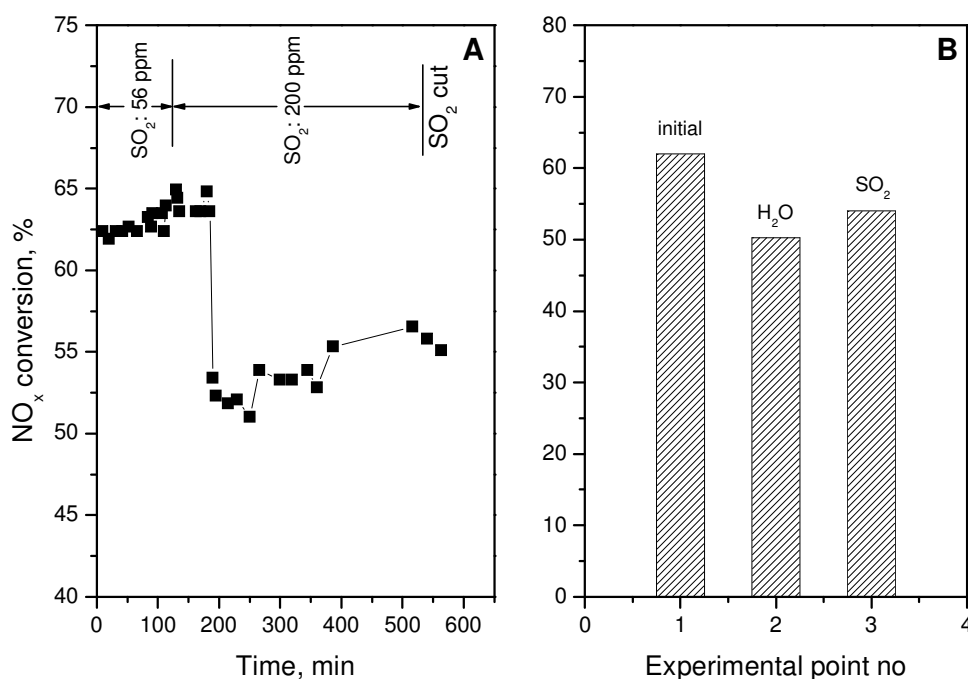 A
SO₂: 56 ppm
SO₂: 200 ppm
SO₂ cut
NOₓ conversion, %
75
70
65
60
55
50
45
40
0 100 200 300 400 500 600
Time, min
B
initial
H₂O
SO₂
80
70
60
50
40
30
20
10
0
0 1 2 3 4
Experimental point no